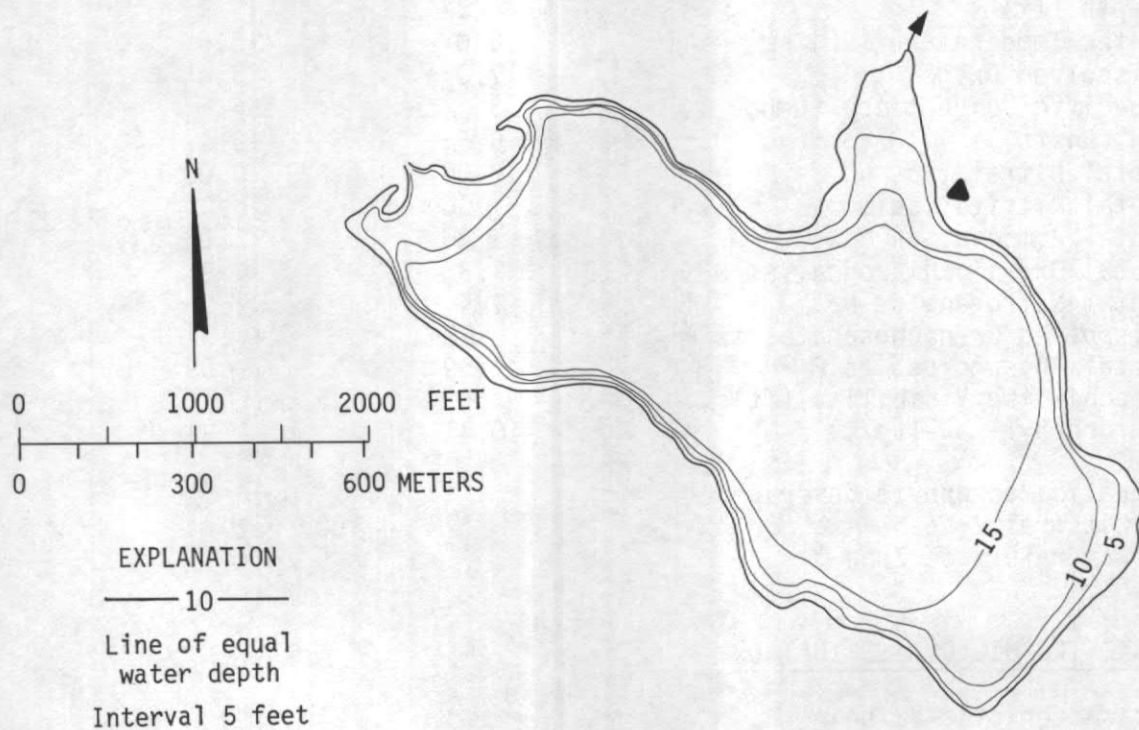 N
0 1000 2000 FEET
0 300 600 METERS
EXPLANATION
10
Line of equal
water depth
Interval 5 feet
15
10
5